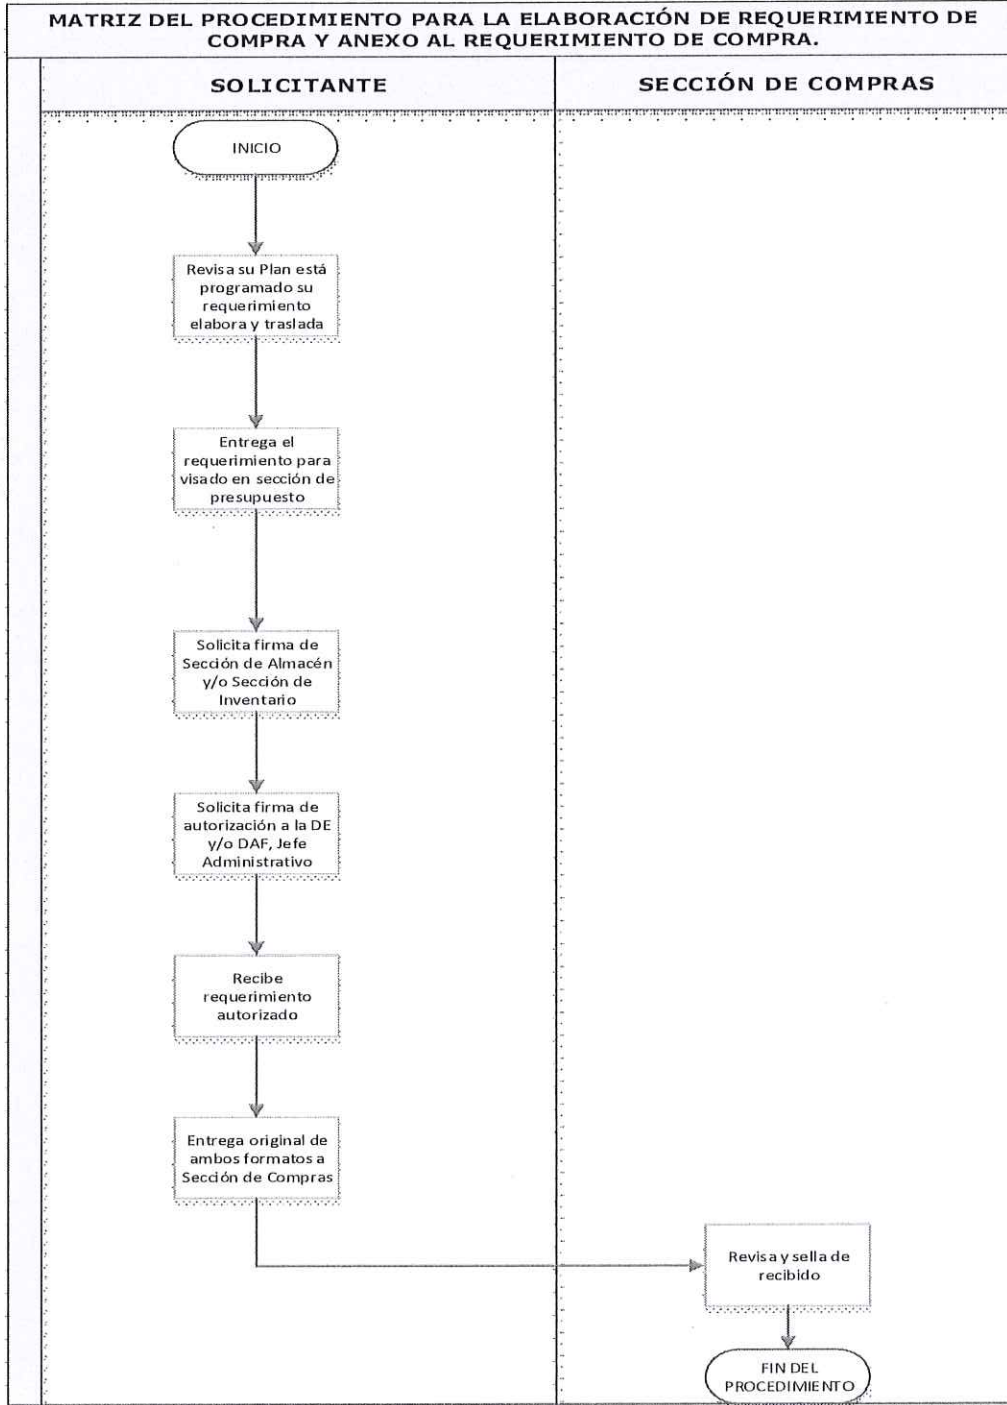 MATRIZ DEL PROCEDIMIENTO PARA LA ELABORACIÓN DE REQUERIMIENTO DE
COMPRA Y ANEXO AL REQUERIMIENTO DE COMPRA.
SOLICITANTE
SECCIÓN DE COMPRAS
INICIO
Revisa su Plan está
programado su
requerimiento
elabora y traslada
Entrega el
requerimiento para
visado en sección de
presupuesto
Solicita firma de
Sección de Almacén
y/o Sección de
Inventario
Solicita firma de
autorización a la DE
y/o DAF, Jefe
Administrativo
Recibe
requerimiento
autorizado
Entrega original de
ambos formatos a
Sección de Compras
Revisa y sella de
recibido
FIN DEL
PROCEDIMIENTO